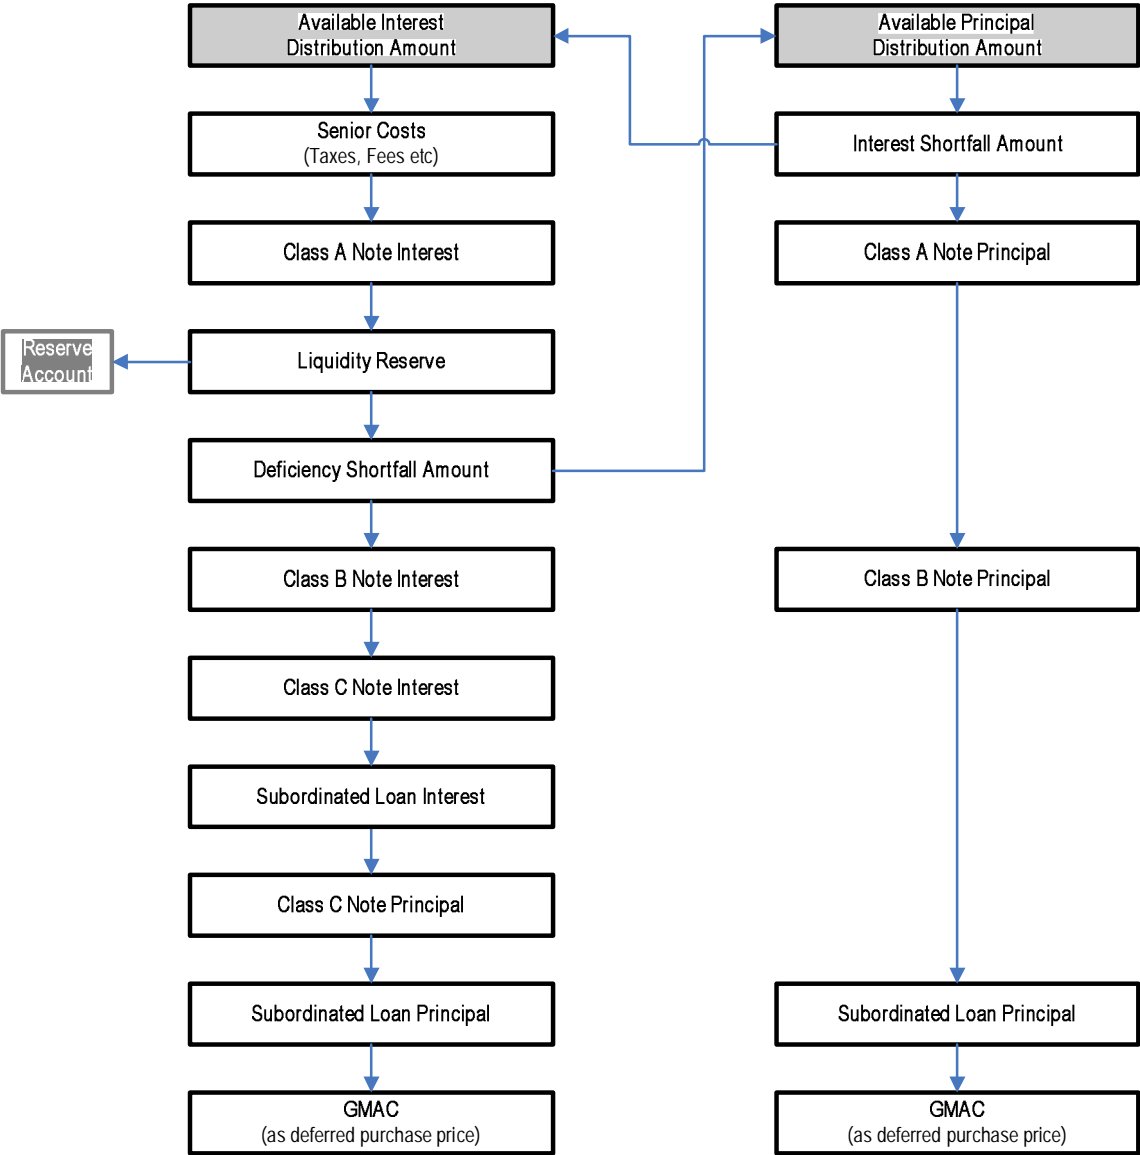 Available Interest
Distribution Amount
Senior Costs
(Taxes, Fees etc)
Class A Note Interest
Reserve
Account
Liquidity Reserve
Deficiency Shortfall Amount
Class B Note Interest
Class C Note Interest
Subordinated Loan Interest
Class C Note Principal
Subordinated Loan Principal
GMAC
(as deferred purchase price)
Available Principal
Distribution Amount
Interest Shortfall Amount
Class A Note Principal
Class B Note Principal
Subordinated Loan Principal
GMAC
(as deferred purchase price)